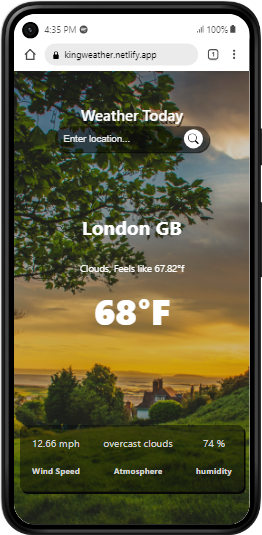 4:35 PM
100%
kingweather.netlify.app
1
Weather Today
Enter location...
London GB
Clouds, Feels like 67.82°f
68°F
12.66 mph overcast clouds 74 %
Wind Speed Atmosphere humidity